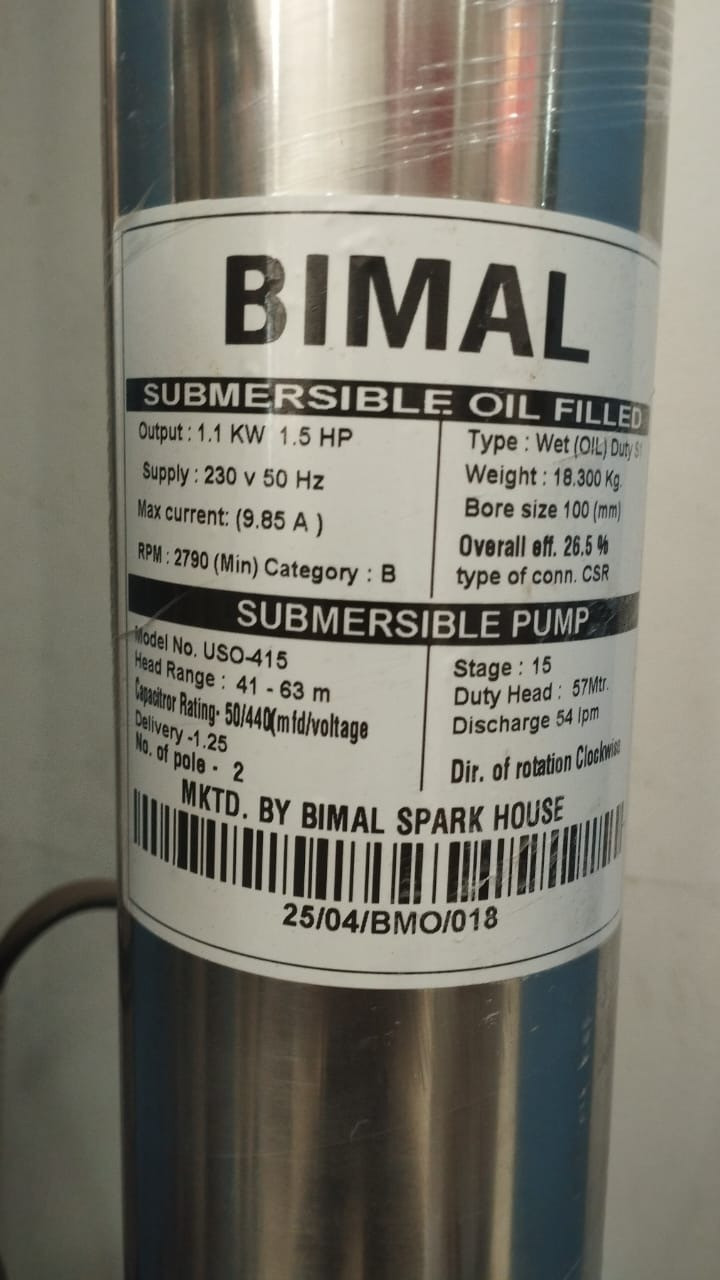 BIMAL
SUBMERSIBLE OIL FILLED
Output : 1.1 KW 1.5 HP
Supply : 230 v 50 Hz
Max current: (9.85 A )
RPM : 2790 (Min) Category : B
Type : Wet (OIL) Duty S1
Weight : 18.300 Kg.
Bore size 100 (mm)
Overall eff. 26.5 %
type of conn. CSR
SUBMERSIBLE PUMP
Model No. USO-415
Head Range : 41 - 63 m
Capacitror Rating- 50/440(mfd/voltage
Delivery -1.25
No. of pole - 2
Stage : 15
Duty Head : 57Mtr.
Discharge 54 lpm
Dir. of rotation Clockwise
MKTD. BY BIMAL SPARK HOUSE
25/04/BMO/018